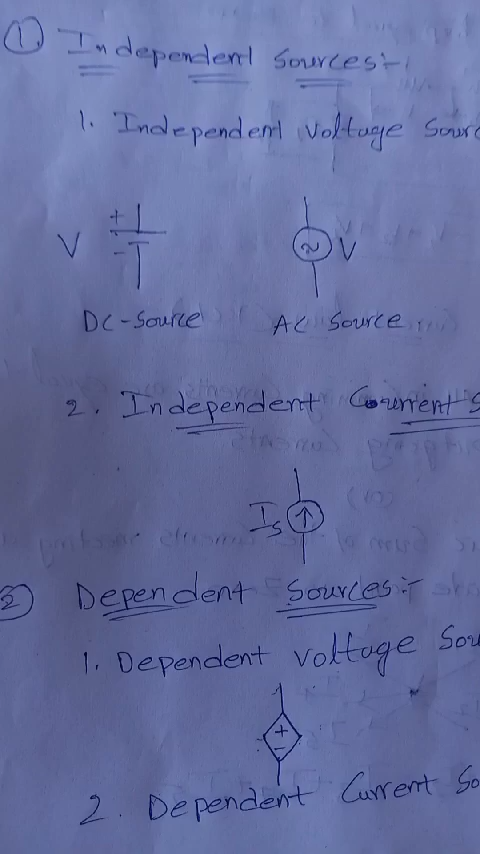 ① Independent Sources:-
1. Independent voltage Sourc
+
V
-
V
DC-Source AC Source
2. Independent Current S
Is
② Dependent Sources:-
1. Dependent voltage Sou
+
-
2. Dependent Current So